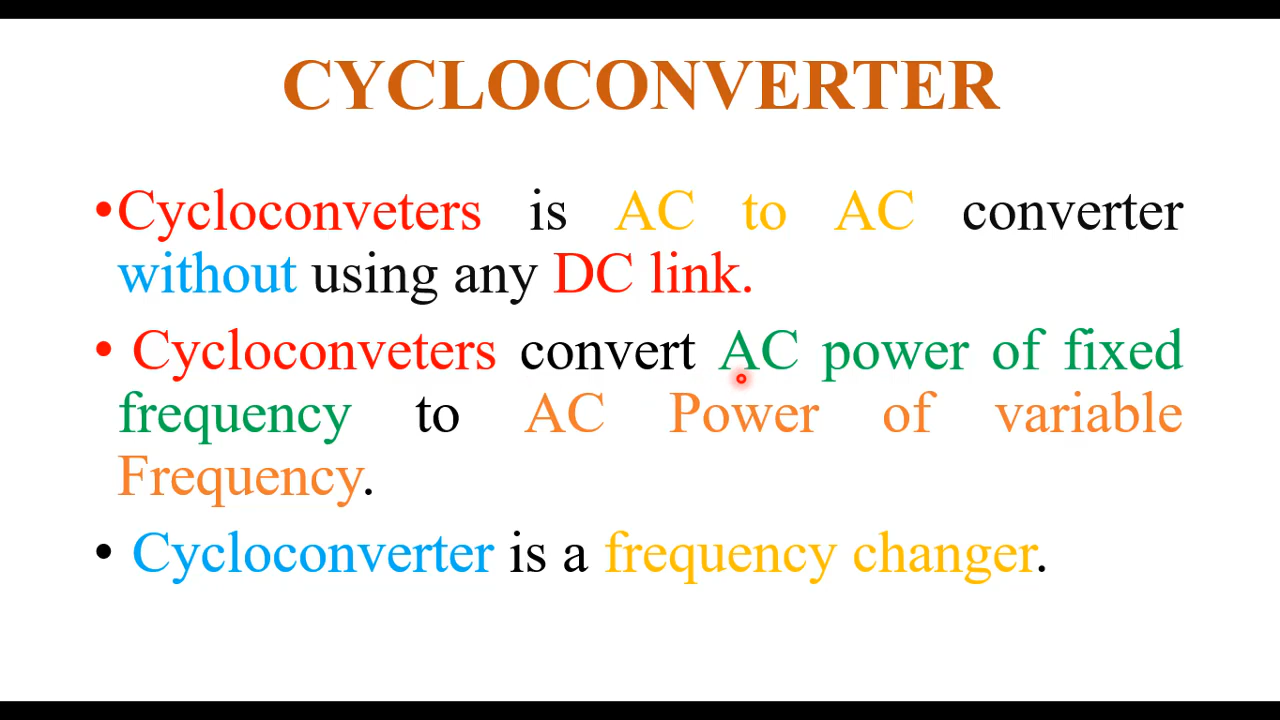 CYCLOCONVERTER
•Cycloconveters is AC to AC converter
without using any DC link.
• Cycloconveters convert AC power of fixed
frequency to AC Power of variable
Frequency.
• Cycloconverter is a frequency changer.